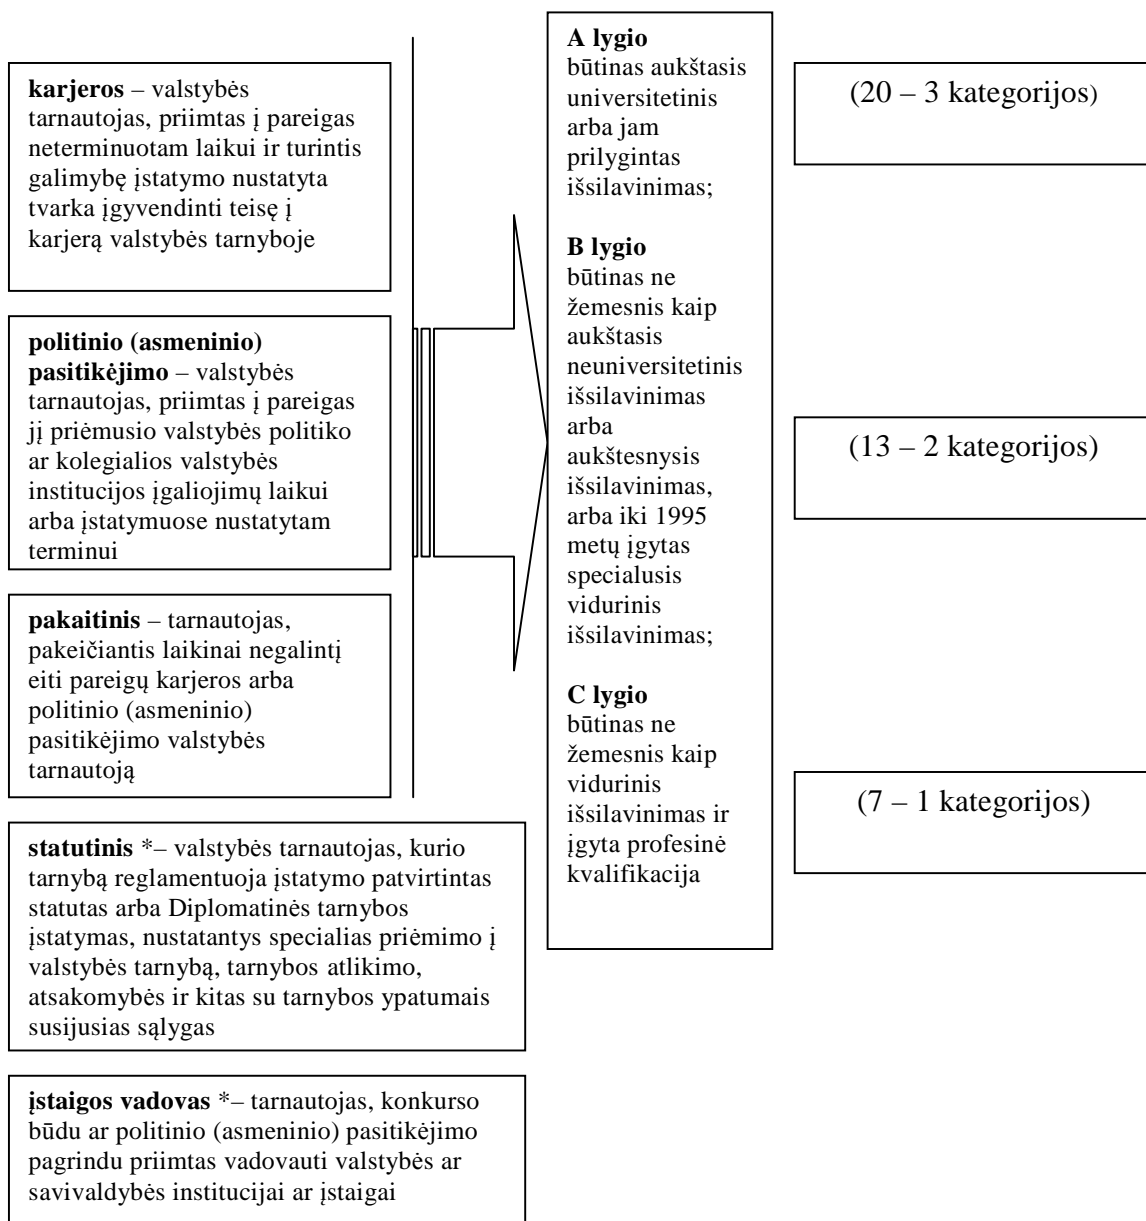 karjeros – valstybės
tarnautojas, priimtas į pareigas
neterminuotam laikui ir turintis
galimybę įstatymo nustatyta
tvarka įgyvendinti teisę į
karjerą valstybės tarnyboje
politinio (asmeninio)
pasitikėjimo – valstybės
tarnautojas, priimtas į pareigas
jį priėmusio valstybės politiko
ar kolegialios valstybės
institucijos įgaliojimų laikui
arba įstatymuose nustatytam
terminui
pakaitinis – tarnautojas,
pakeičiantis laikinai negalintį
eiti pareigų karjeros arba
politinio (asmeninio)
pasitikėjimo valstybės
tarnautoją
statutinis *– valstybės tarnautojas, kurio
tarnybą reglamentuoja įstatymo patvirtintas
statutas arba Diplomatinės tarnybos
įstatymas, nustatantys specialias priėmimo į
valstybės tarnybą, tarnybos atlikimo,
atsakomybės ir kitas su tarnybos ypatumais
susijusias sąlygas
įstaigos vadovas *– tarnautojas, konkurso
būdu ar politinio (asmeninio) pasitikėjimo
pagrindu priimtas vadovauti valstybės ar
savivaldybės institucijai ar įstaigai
A lygio
būtinas aukštasis
universitetinis
arba jam
prilygintas
išsilavinimas;
B lygio
būtinas ne
žemesnis kaip
aukštasis
neuniversitetinis
išsilavinimas
arba
aukštesnysis
išsilavinimas,
arba iki 1995
metų įgytas
specialusis
vidurinis
išsilavinimas;
C lygio
būtinas ne
žemesnis kaip
vidurinis
išsilavinimas ir
įgyta profesinė
kvalifikacija
(20 – 3 kategorijos)
(13 – 2 kategorijos)
(7 – 1 kategorijos)